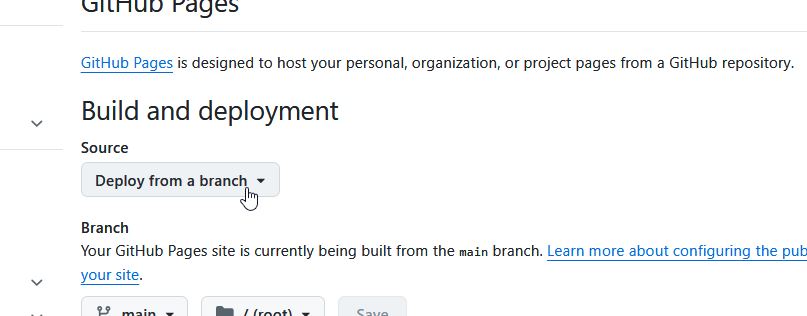 GitHub Pages
GitHub Pages is designed to host your personal, organization, or project pages from a GitHub repository.
Build and deployment
Source
Deploy from a branch
Branch
Your GitHub Pages site is currently being built from the main branch. Learn more about configuring the pub
your site.
main / (root) Save